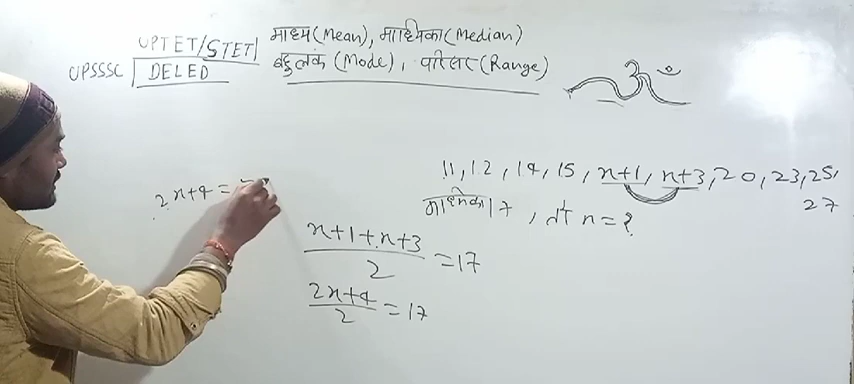 UPTET/STET| माध्य(Mean), माध्यिका(Median)
UPSSSC | DELED बहुलक (Mode), परिसर(Range)
ॐ
11, 12, 14, 15, x+1, x+3, 20, 23, 25,
27
माध्यिका 17, तो x=?
2x+4=
x+1+x+3/2 =17
2x+4/2 =17